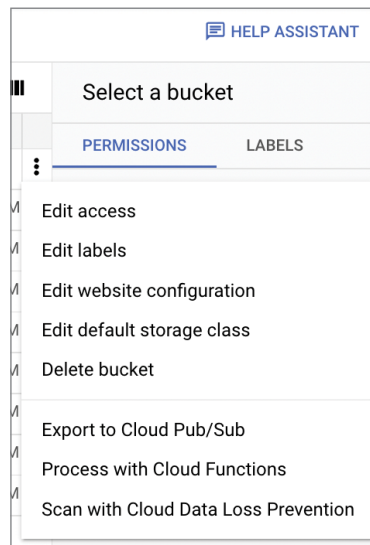 HELP ASSISTANT
Select a bucket
PERMISSIONS LABELS
Edit access
Edit labels
Edit website configuration
Edit default storage class
Delete bucket
Export to Cloud Pub/Sub
Process with Cloud Functions
Scan with Cloud Data Loss Prevention